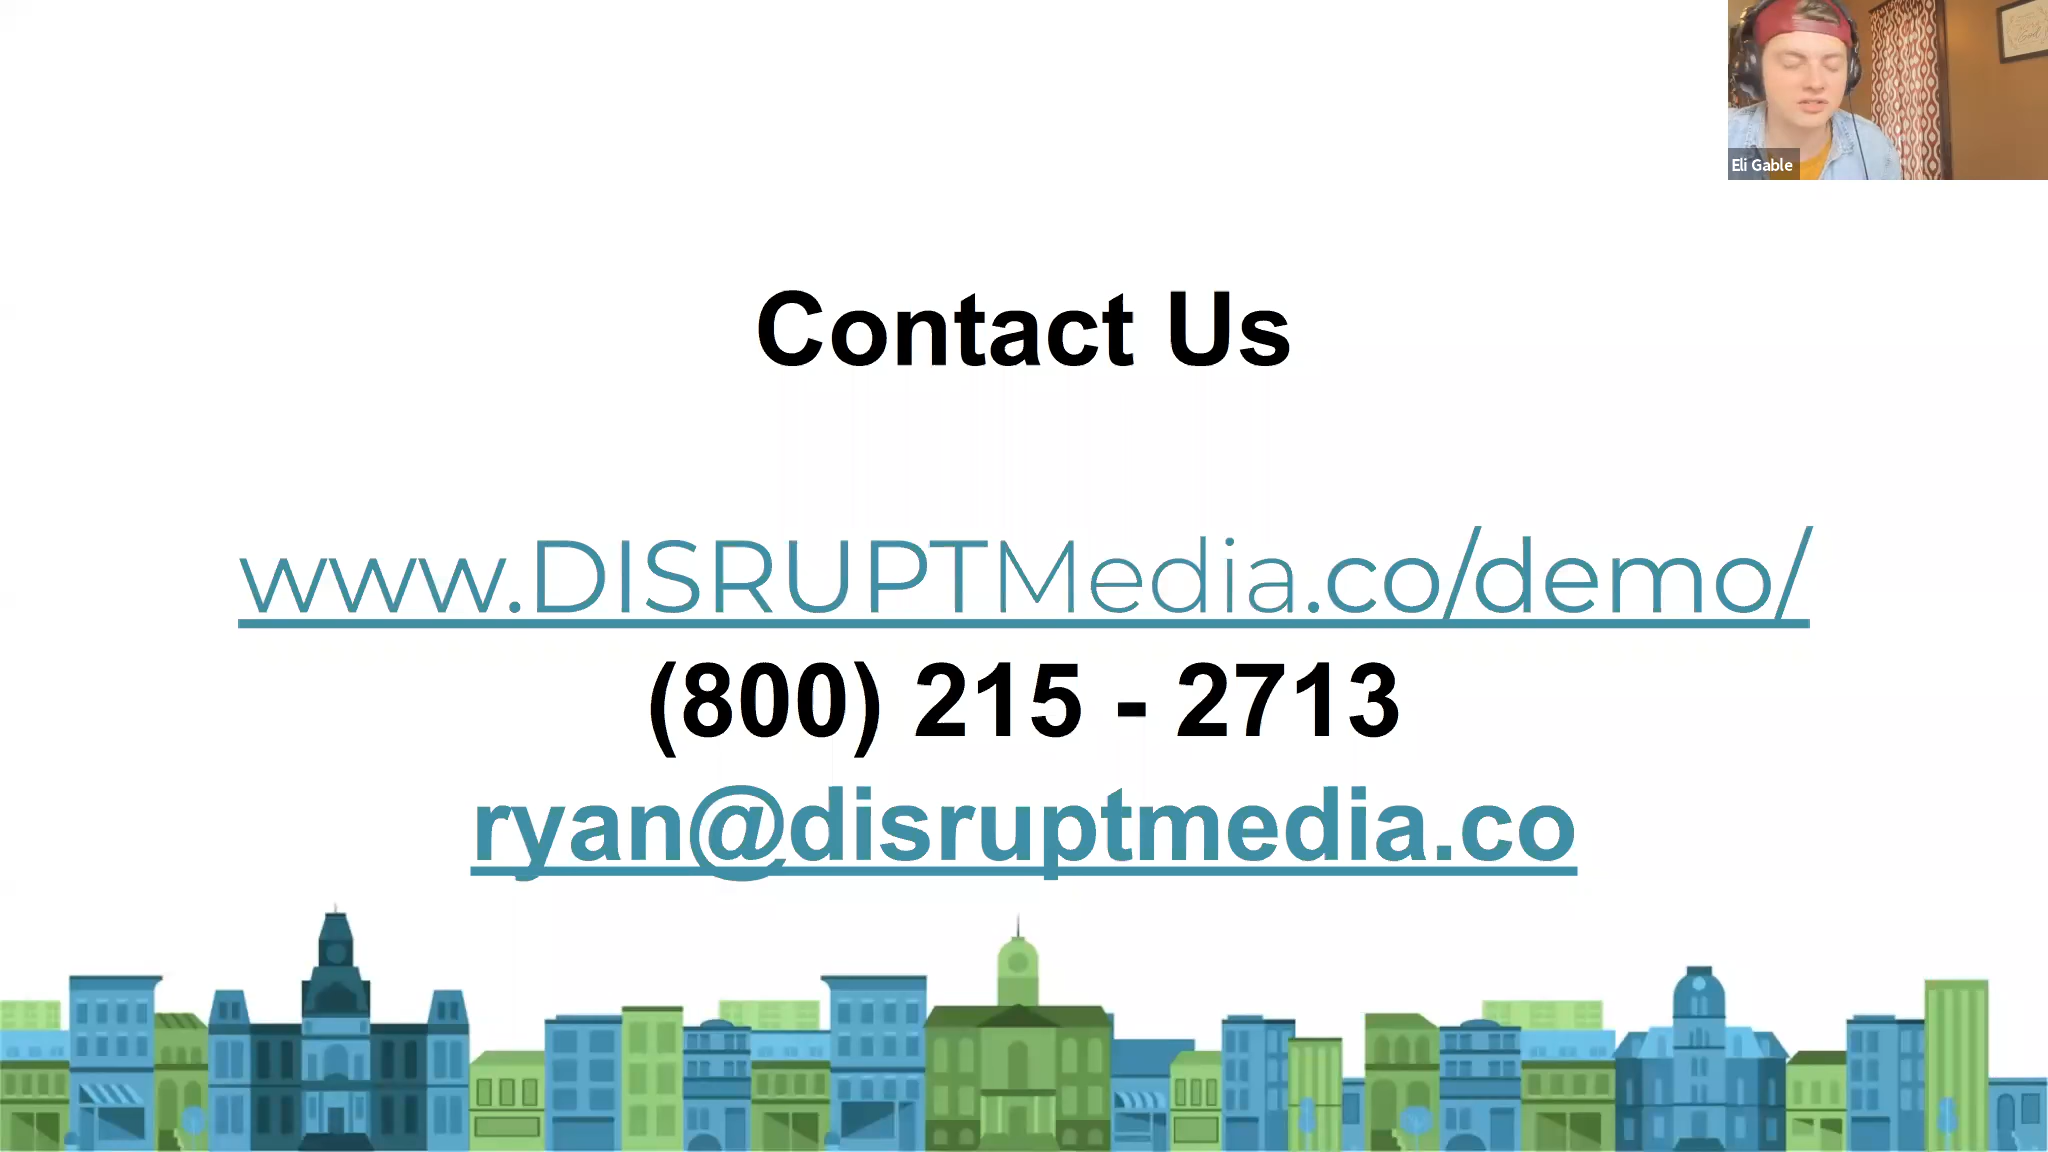 Eli Gable
Contact Us
www.DISRUPTMedia.co/demo/
(800) 215 - 2713
ryan@disruptmedia.co